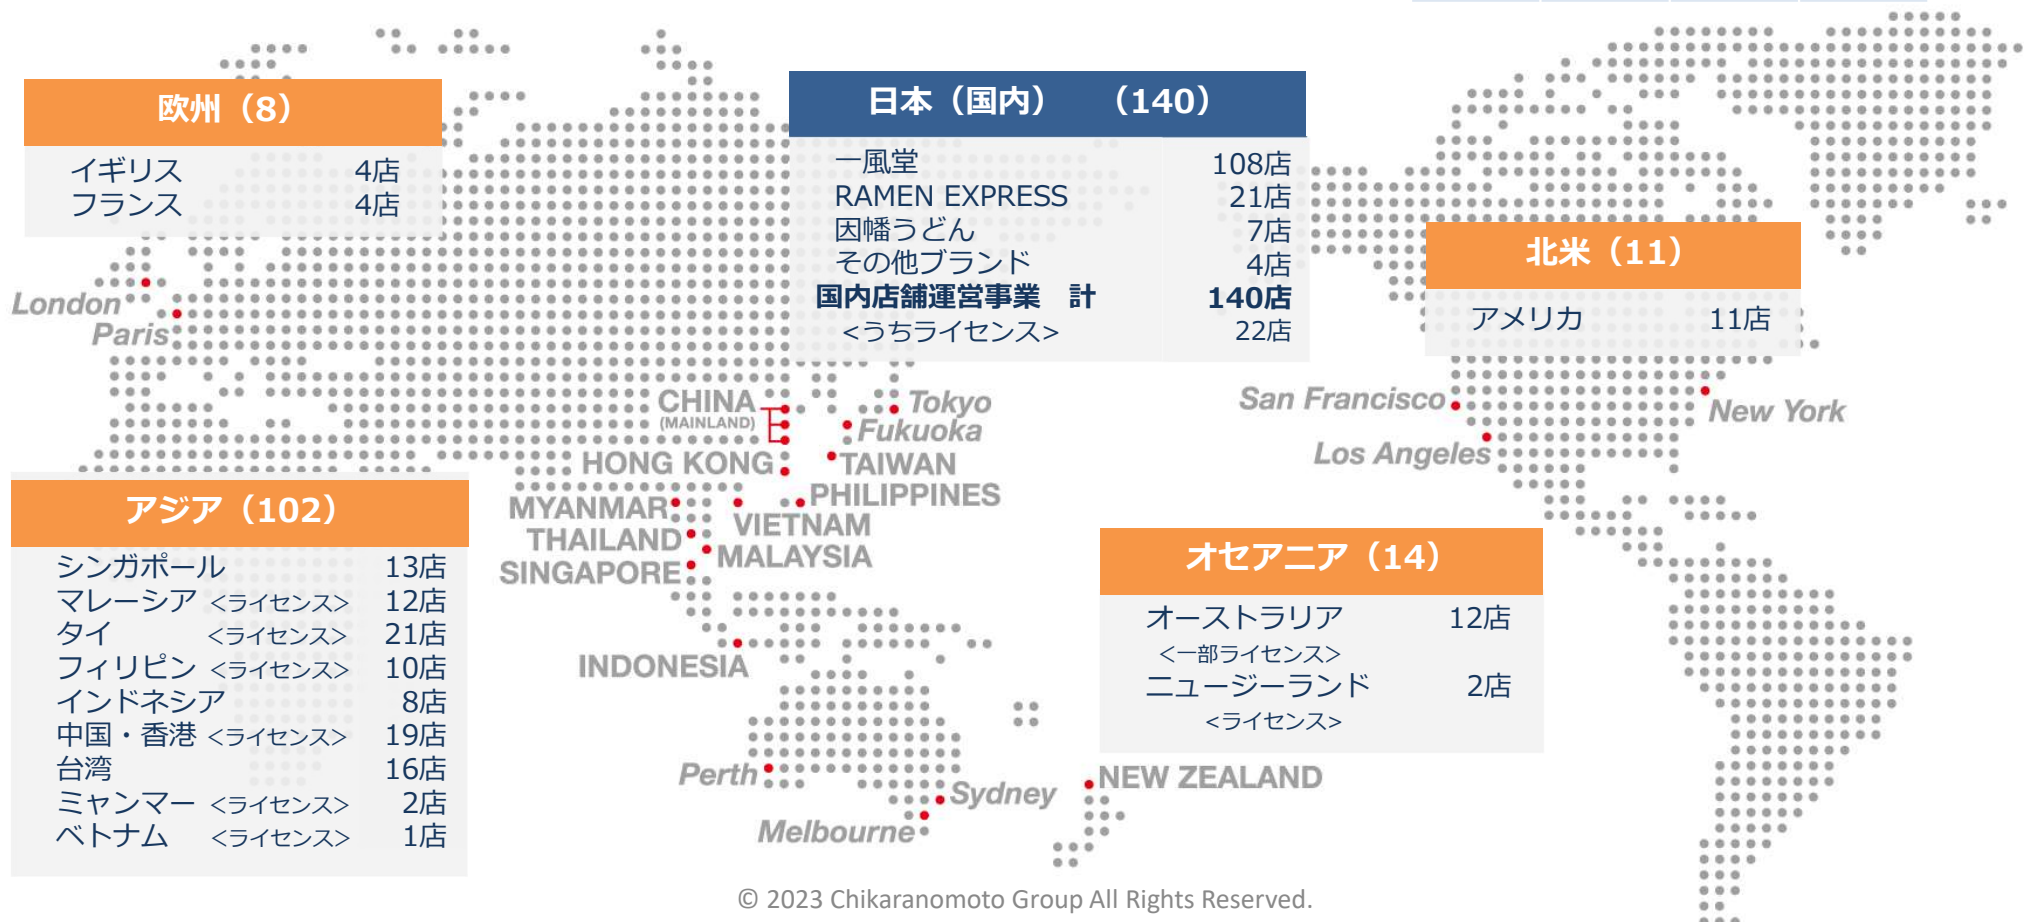 欧州（8）
イギリス 4店
フランス 4店
日本（国内） （140）
一風堂 108店
RAMEN EXPRESS 21店
因幡うどん 7店
その他ブランド 4店
国内店舗運営事業 計 140店
<うちライセンス> 22店
北米（11）
アメリカ 11店
London
Paris
CHINA
(MAINLAND)
Tokyo
Fukuoka
HONG KONG
TAIWAN
PHILIPPINES
MYANMAR
VIETNAM
THAILAND
MALAYSIA
SINGAPORE
INDONESIA
San Francisco
New York
Los Angeles
アジア（102）
シンガポール 13店
マレーシア <ライセンス> 12店
タイ <ライセンス> 21店
フィリピン <ライセンス> 10店
インドネシア 8店
中国・香港 <ライセンス> 19店
台湾 16店
ミャンマー <ライセンス> 2店
ベトナム <ライセンス> 1店
オセアニア（14）
オーストラリア 12店
<一部ライセンス>
ニュージーランド 2店
<ライセンス>
Perth
Sydney
Melbourne
NEW ZEALAND
© 2023 Chikaranomoto Group All Rights Reserved.